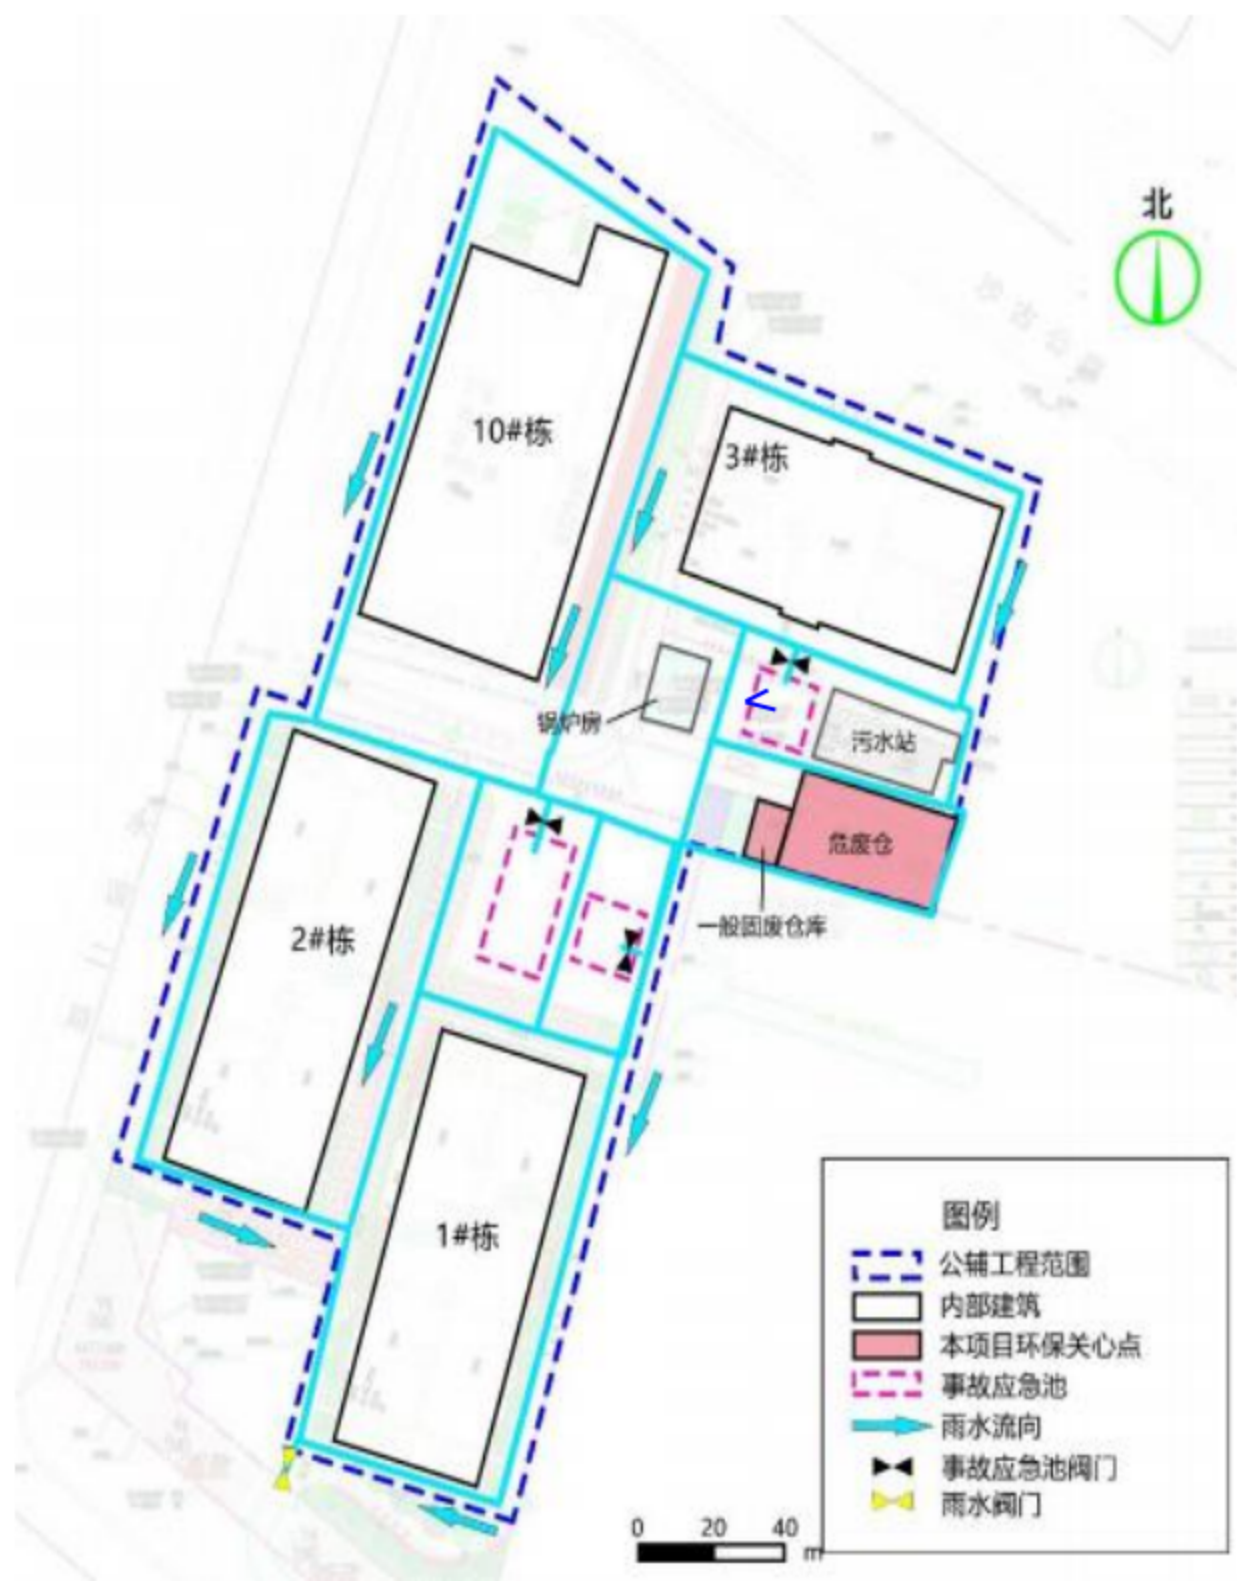 北
10#栋
3#栋
锅炉房
污水站
危废仓
一般固废仓库
2#栋
1#栋
图例
公辅工程范围
内部建筑
本项目环保关心点
事故应急池
雨水流向
事故应急池阀门
雨水阀门
0 20 40
m